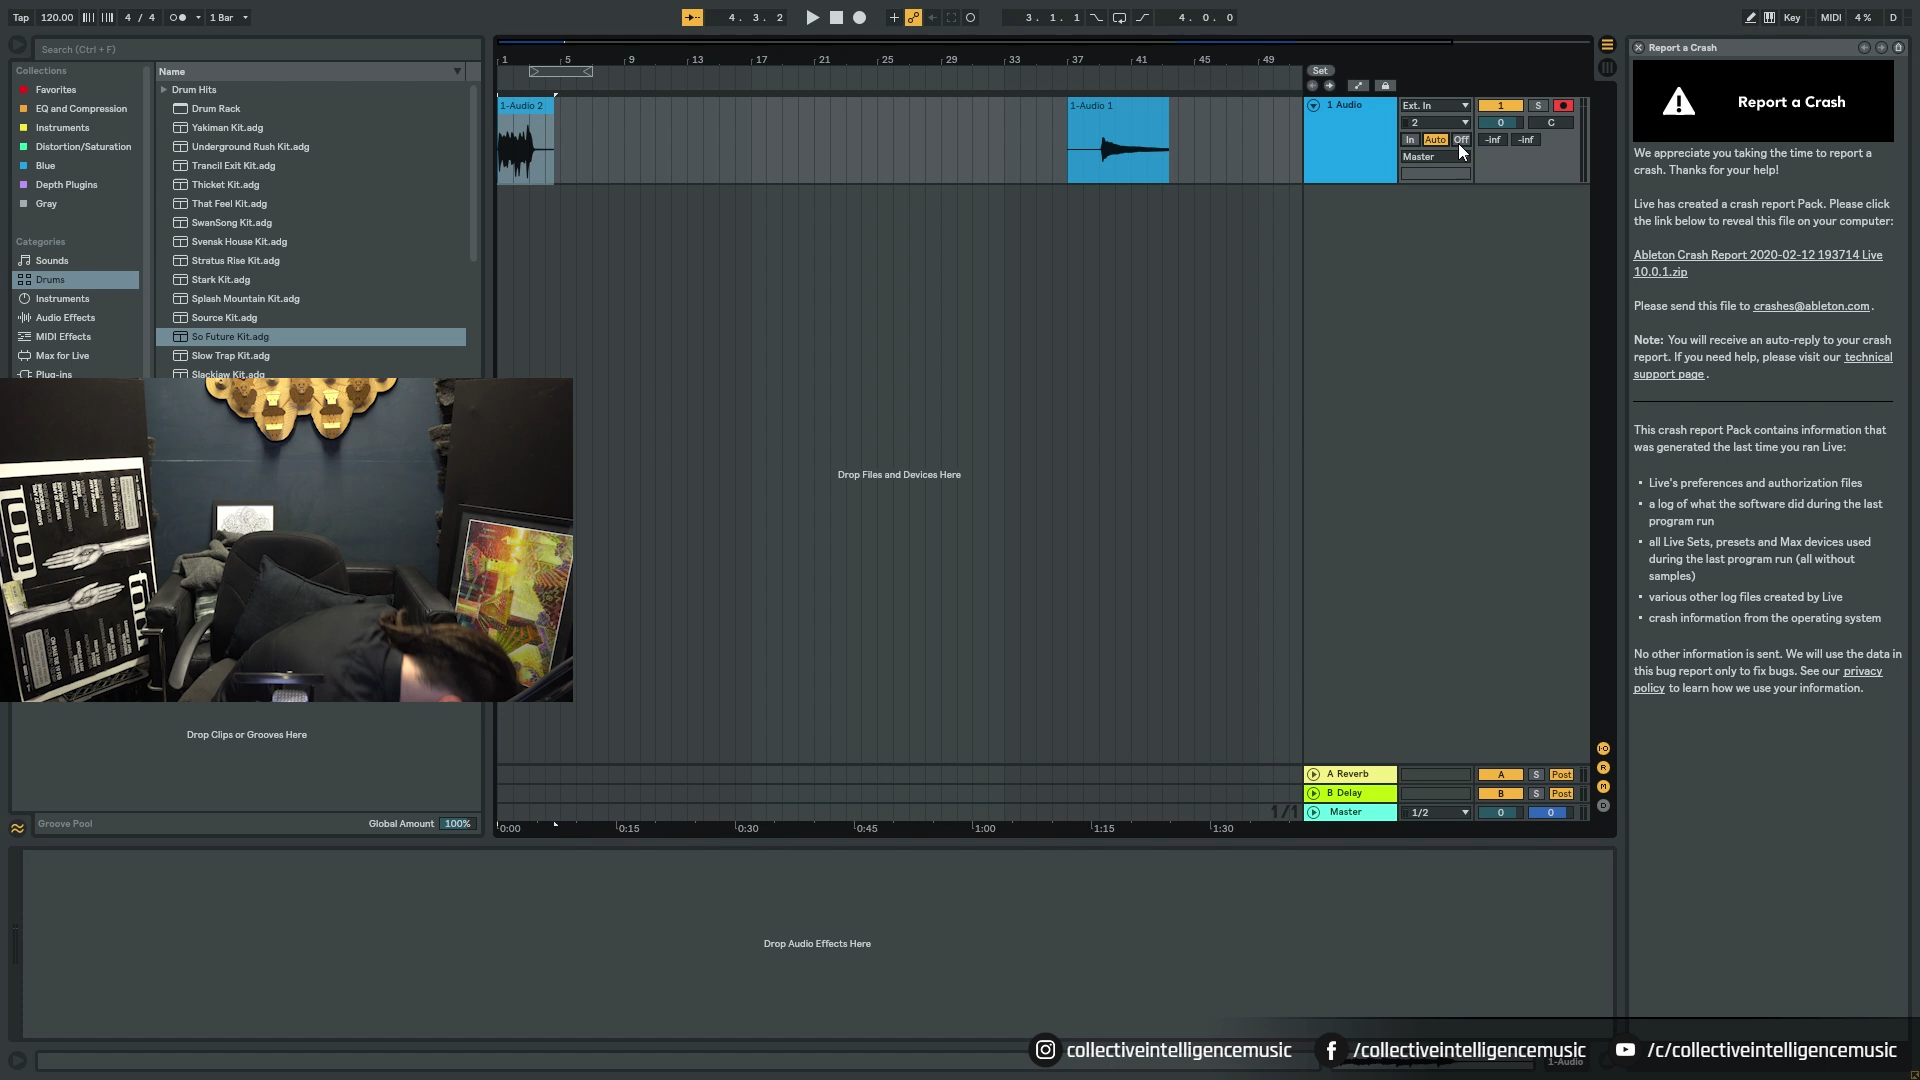 Tap 120.00 4 / 4 1 Bar
4. 3. 2
3. 1. 1 4. 0. 0
Key MIDI 4 % D
Search (Ctrl + F)
Collections
Favorites
EQ and Compression
Instruments
Distortion/Saturation
Blue
Depth Plugins
Gray
Categories
Sounds
Drums
Instruments
Audio Effects
MIDI Effects
Max for Live
Plug-ins
Name
Drum Hits
Drum Rack
Yakiman Kit.adg
Underground Rush Kit.adg
Trancil Exit Kit.adg
Thicket Kit.adg
That Feel Kit.adg
SwanSong Kit.adg
Svensk House Kit.adg
Stratus Rise Kit.adg
Stark Kit.adg
Splash Mountain Kit.adg
Source Kit.adg
So Future Kit.adg
Slow Trap Kit.adg
Slackjaw Kit.adg
TOOL
Drop Clips or Grooves Here
Groove Pool Global Amount 100%
1 5 9 13 17 21 25 29 33 37 41 45 49
Set
1-Audio 2
1-Audio 1
1 Audio
Ext. In
2
In Auto Off
Master
1 S
0 C
-inf -inf
Drop Files and Devices Here
A Reverb A S Post
B Delay B S Post
1/1 Master 1/2 0 0
0:00 0:15 0:30 0:45 1:00 1:15 1:30
I·O
R
M
D
Drop Audio Effects Here
Report a Crash
Report a Crash
We appreciate you taking the time to report a
crash. Thanks for your help!
Live has created a crash report Pack. Please click
the link below to reveal this file on your computer:
Ableton Crash Report 2020-02-12 193714 Live
10.0.1.zip
Please send this file to crashes@ableton.com .
Note: You will receive an auto-reply to your crash
report. If you need help, please visit our technical
support page .
This crash report Pack contains information that
was generated the last time you ran Live:
• Live's preferences and authorization files
• a log of what the software did during the last
program run
• all Live Sets, presets and Max devices used
during the last program run (all without
samples)
• various other log files created by Live
• crash information from the operating system
No other information is sent. We will use the data in
this bug report only to fix bugs. See our privacy
policy to learn how we use your information.
collectiveintelligencemusic /collectiveintelligencemusic /c/collectiveintelligencemusic
1-Audio